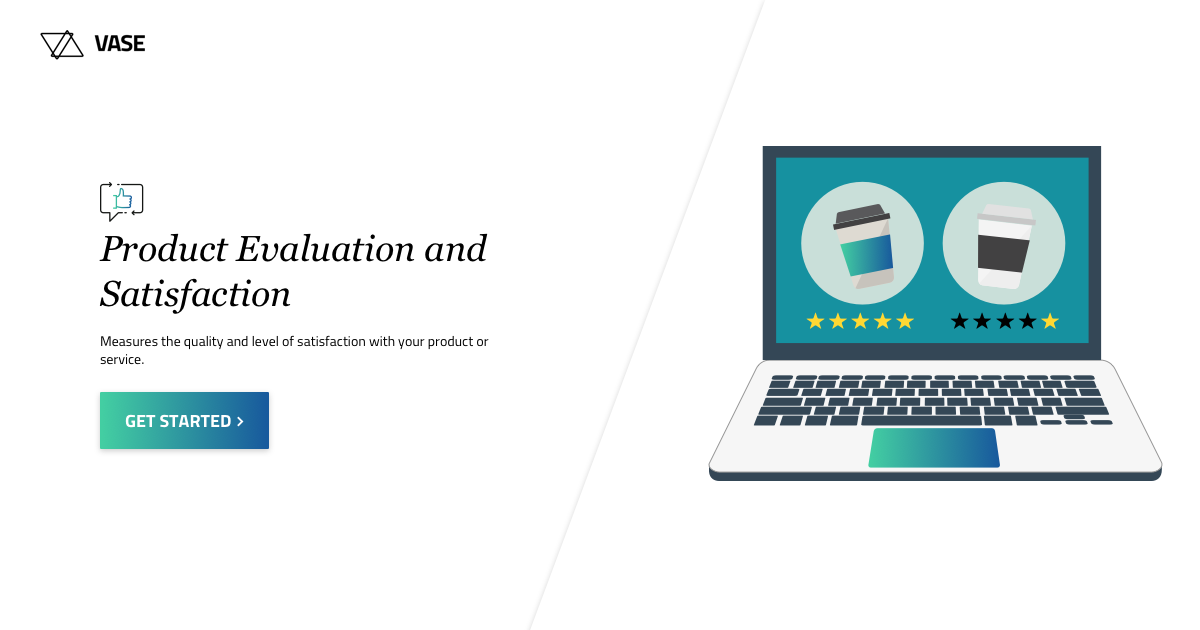 VASE
Product Evaluation and
Satisfaction
Measures the quality and level of satisfaction with your product or
service.
GET STARTED >